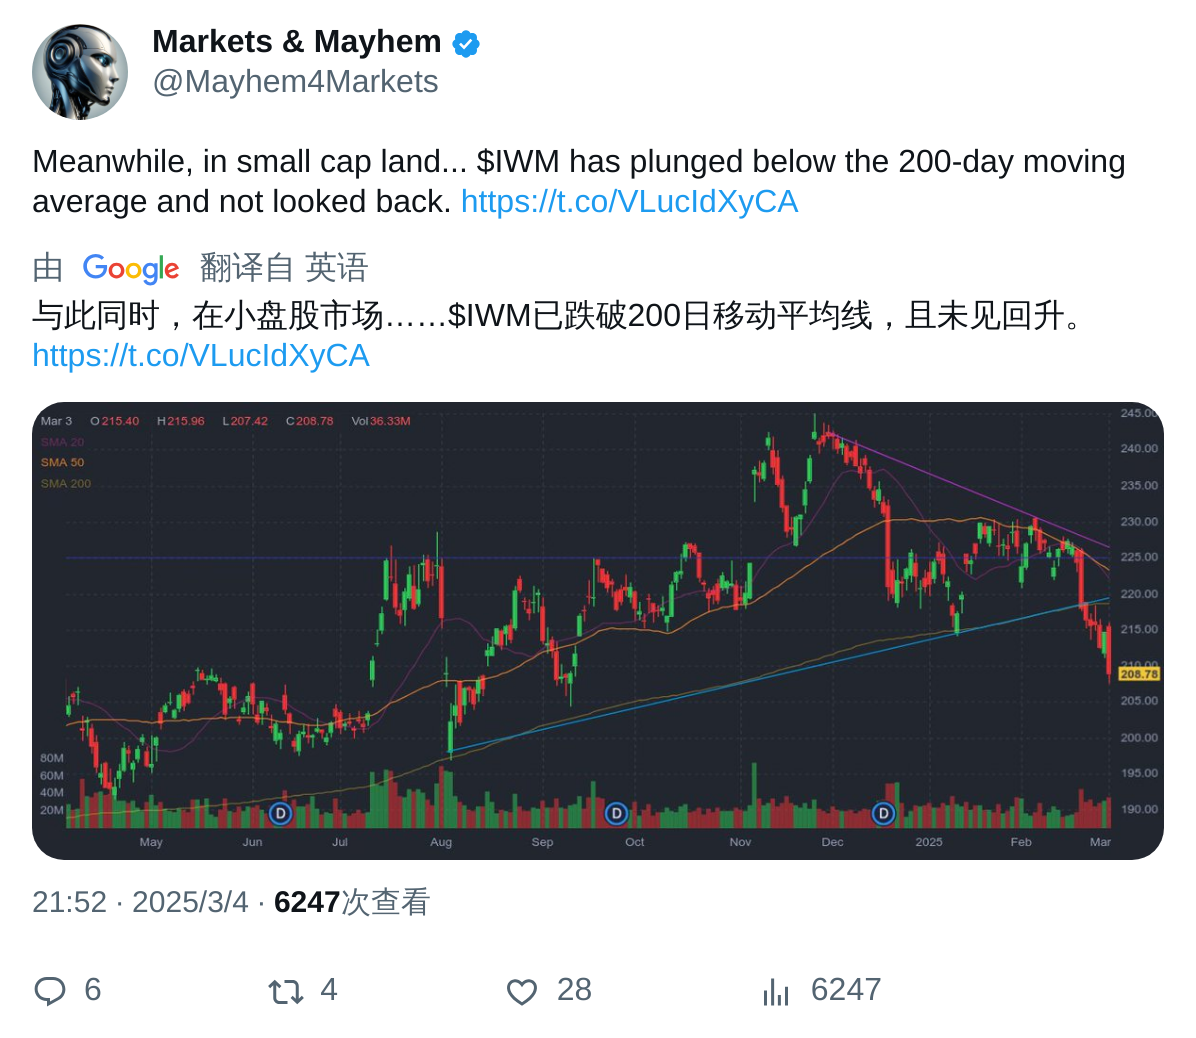 Markets & Mayhem
@Mayhem4Markets
Meanwhile, in small cap land... $IWM has plunged below the 200-day moving
average and not looked back. https://t.co/VLucIdXyCA
由 Google 翻译自 英语
与此同时，在小盘股市场……$IWM已跌破200日移动平均线，且未见回升。
https://t.co/VLucIdXyCA
Mar 3 O 215.40 H 215.96 L 207.42 C 208.78 Vol 36.33M
SMA 20
SMA 50
SMA 200
245.00
240.00
235.00
230.00
225.00
220.00
215.00
210.00
208.78
205.00
200.00
195.00
190.00
80M
60M
40M
20M
D D D
May Jun Jul Aug Sep Oct Nov Dec 2025 Feb Mar
21:52 · 2025/3/4 · 6247次查看
6 4 28 6247